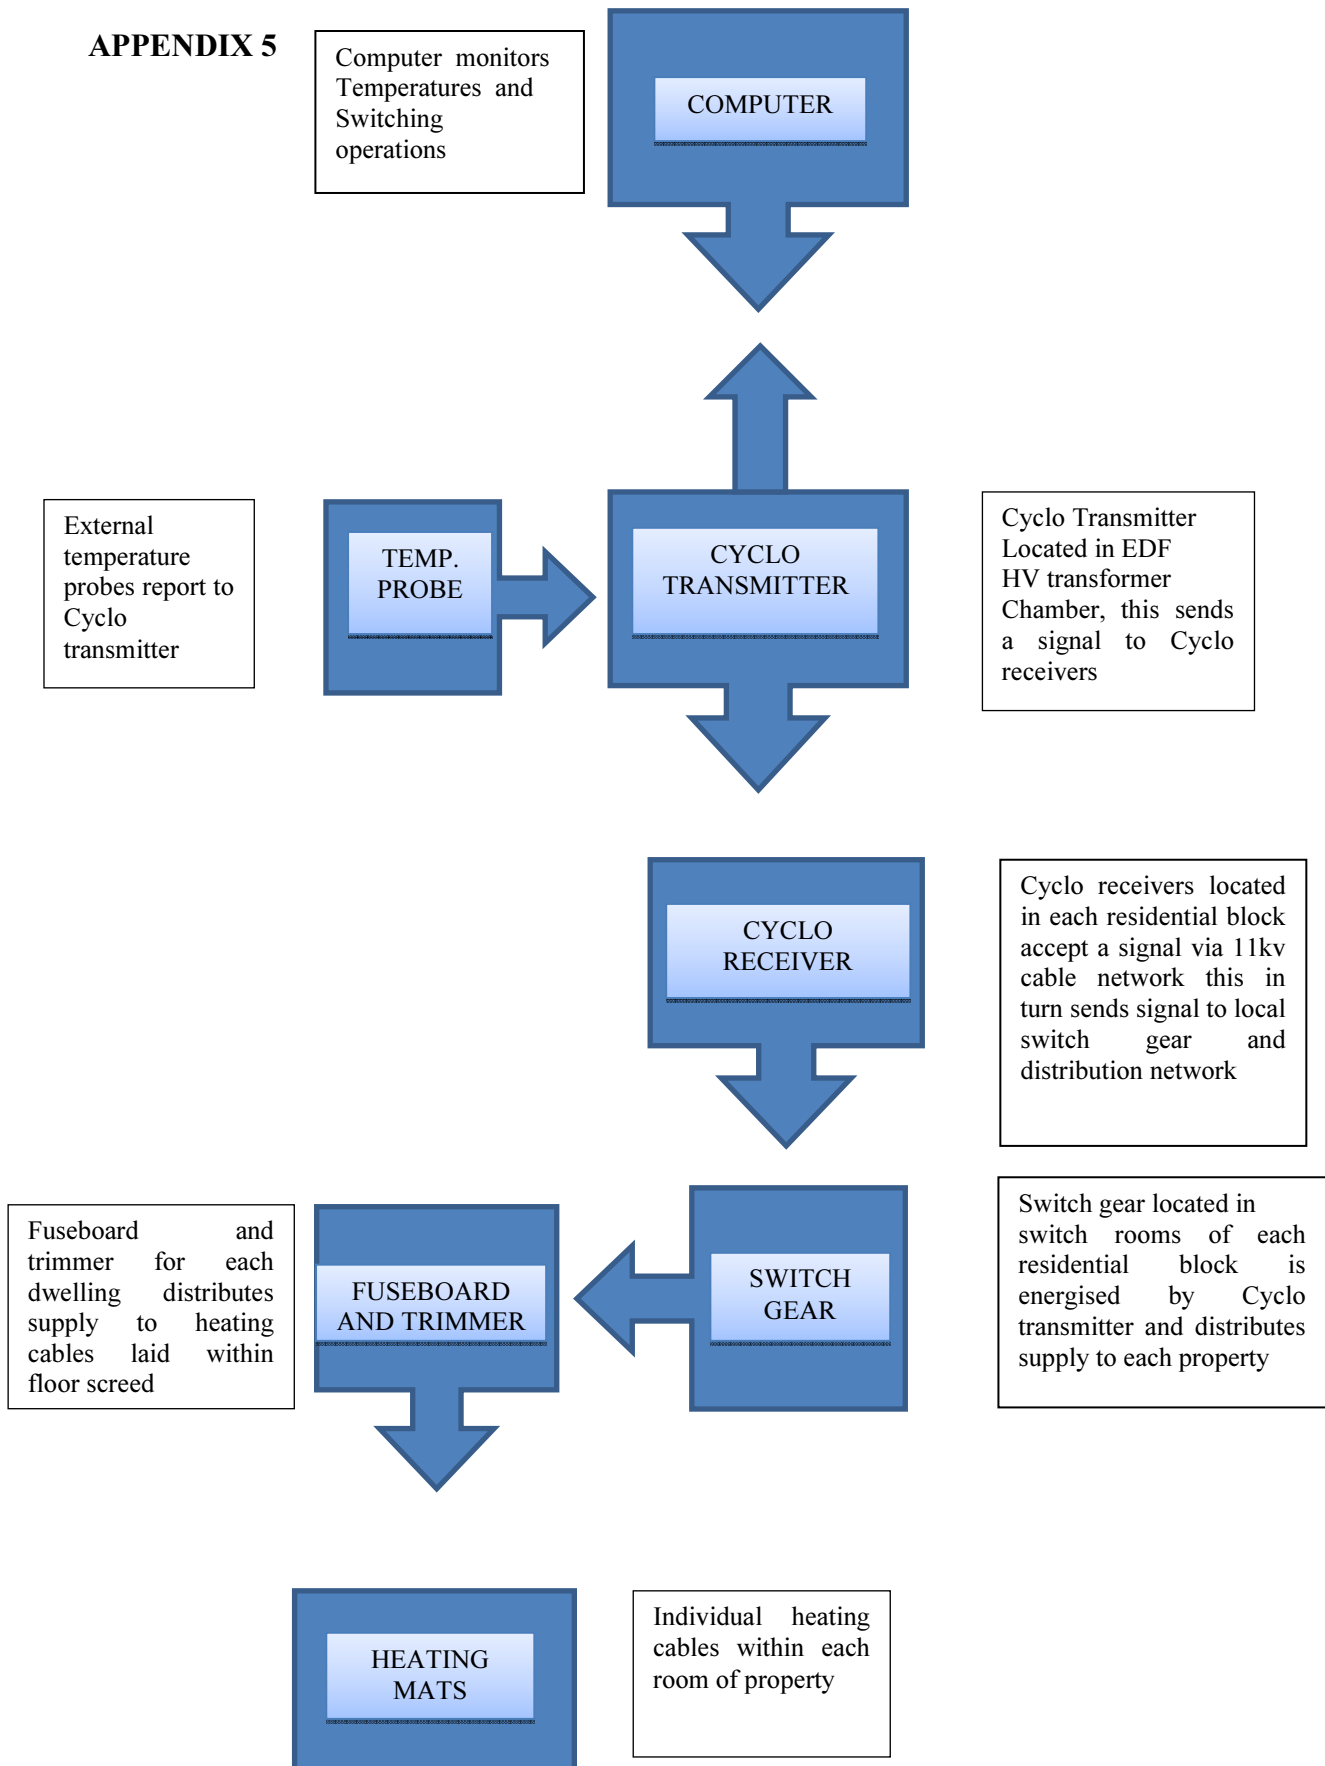 APPENDIX 5
Computer monitors
Temperatures and
Switching
operations
COMPUTER
External
temperature
probes report to
Cyclo
transmitter
TEMP.
PROBE
CYCLO
TRANSMITTER
Cyclo Transmitter
Located in EDF
HV transformer
Chamber, this sends
a signal to Cyclo
receivers
CYCLO
RECEIVER
Cyclo receivers located
in each residential block
accept a signal via 11kv
cable network this in
turn sends signal to local
switch gear and
distribution network
Fuseboard and
trimmer for each
dwelling distributes
supply to heating
cables laid within
floor screed
FUSEBOARD
AND TRIMMER
SWITCH
GEAR
Switch gear located in
switch rooms of each
residential block is
energised by Cyclo
transmitter and distributes
supply to each property
HEATING
MATS
Individual heating
cables within each
room of property